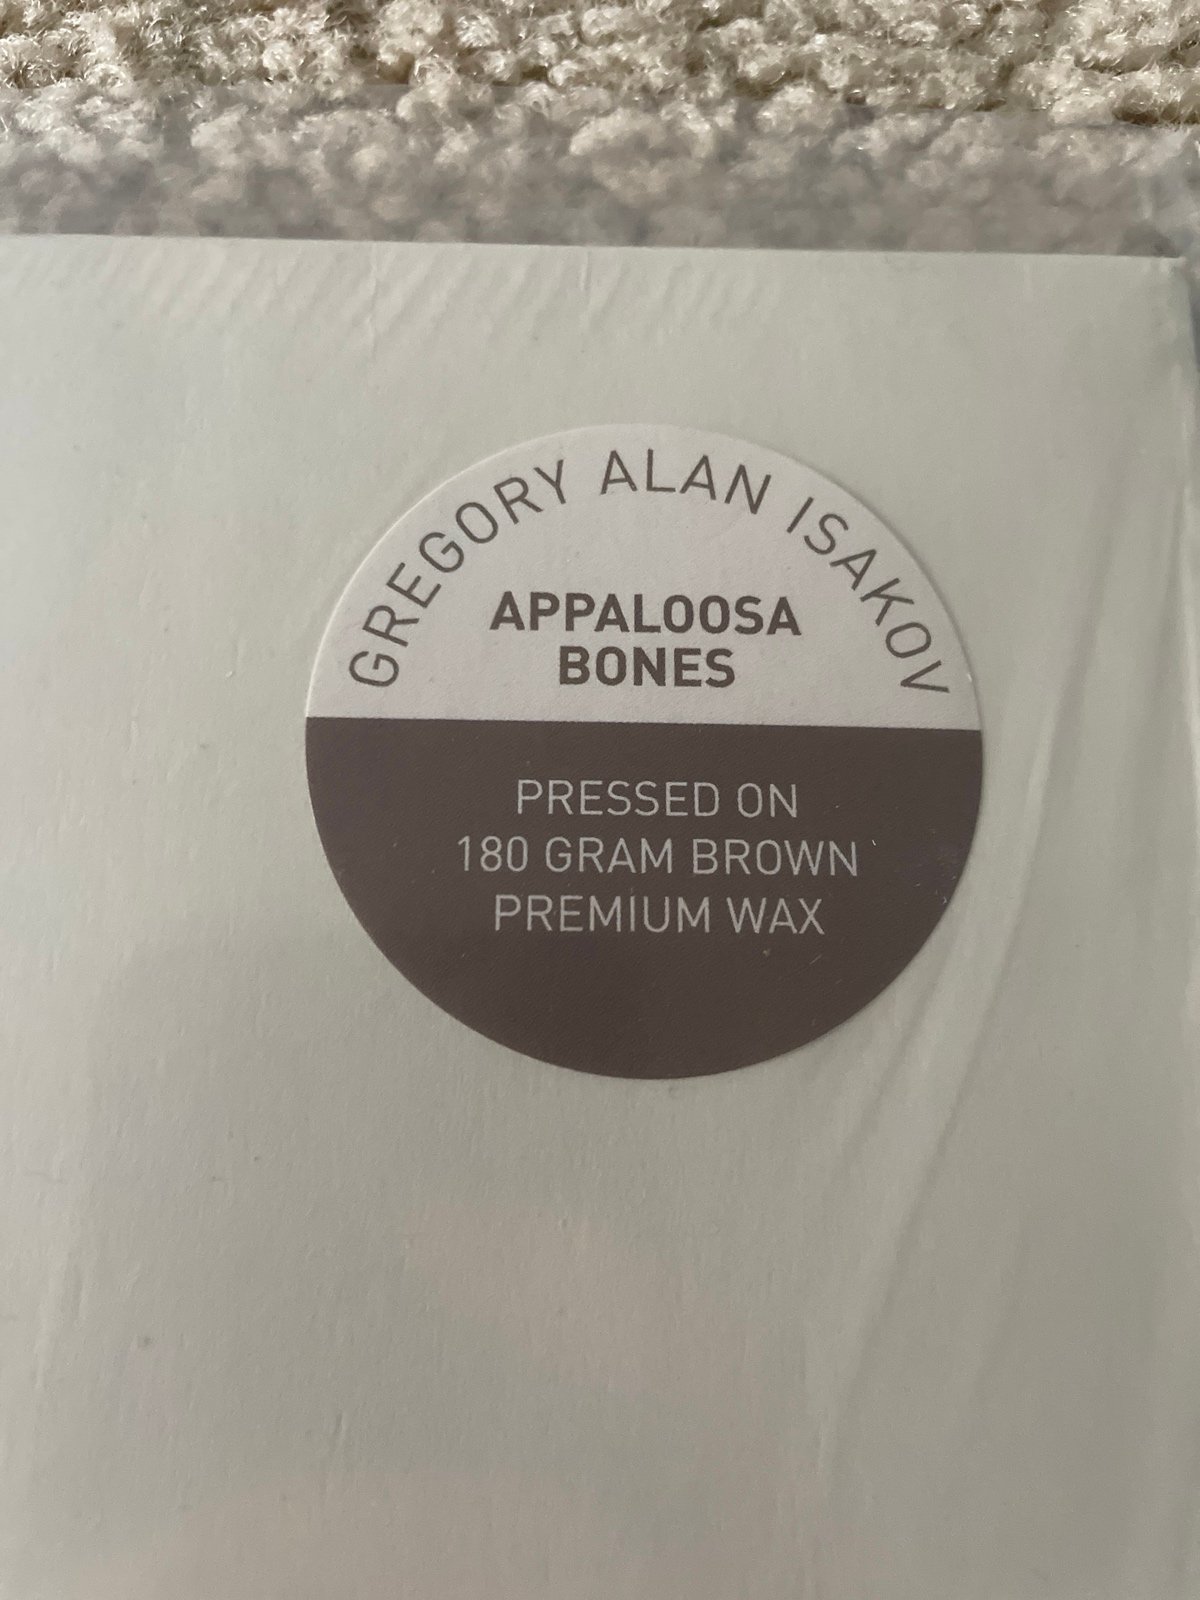 GREGORY ALAN ISAKOV
APPALOOSA
BONES
PRESSED ON
180 GRAM BROWN
PREMIUM WAX